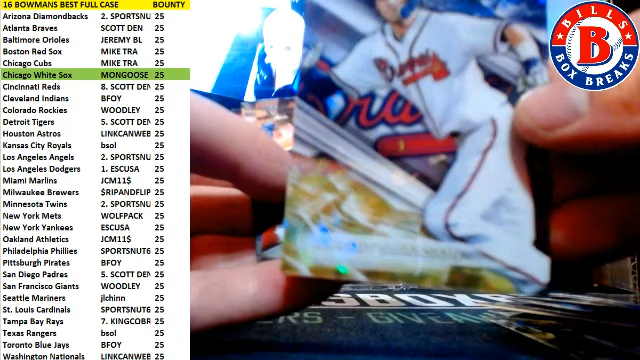 16 BOWMANS BEST FULL CASE BOUNTY
Arizona Diamondbacks 2. SPORTSNU 25
Atlanta Braves SCOTT DEN 25
Baltimore Orioles JEREMY BL 25
Boston Red Sox MIKE TRA 25
Chicago Cubs MIKE TRA 25
Chicago White Sox MONGOOSE 25
Cincinnati Reds 8. SCOTT DEN 25
Cleveland Indians BFOY 25
Colorado Rockies WOODLEY 25
Detroit Tigers 5. SCOTT DEN 25
Houston Astros LINKCANWEB 25
Kansas City Royals bsol 25
Los Angeles Angels 2. SPORTSNU 25
Los Angeles Dodgers 1. ESCUSA 25
Miami Marlins JCM11$ 25
Milwaukee Brewers $RIPANDFLIP 25
Minnesota Twins 2. SPORTSNU 25
New York Mets WOLFPACK 25
New York Yankees ESCUSA 25
Oakland Athletics JCM11$ 25
Philadelphia Phillies SPORTSNUT6 25
Pittsburgh Pirates BFOY 25
San Diego Padres 5. SCOTT DEN 25
San Francisco Giants WOODLEY 25
Seattle Mariners jlchinn 25
St. Louis Cardinals SPORTSNUT6 25
Tampa Bay Rays 7. KINGCOBR 25
Texas Rangers bsol 25
Toronto Blue Jays BFOY 25
Washington Nationals LINKCANWEB 25
BILLS
B
BOX BREAKS
Braves